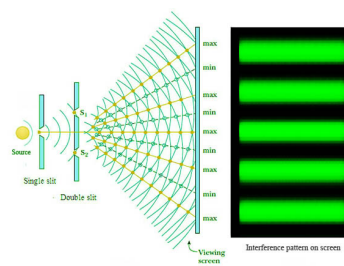 max
min
max
min
max
min
max
min
max
S₁
S₂
Source
Single slit
Double slit
Viewing
screen
Interference pattern on screen